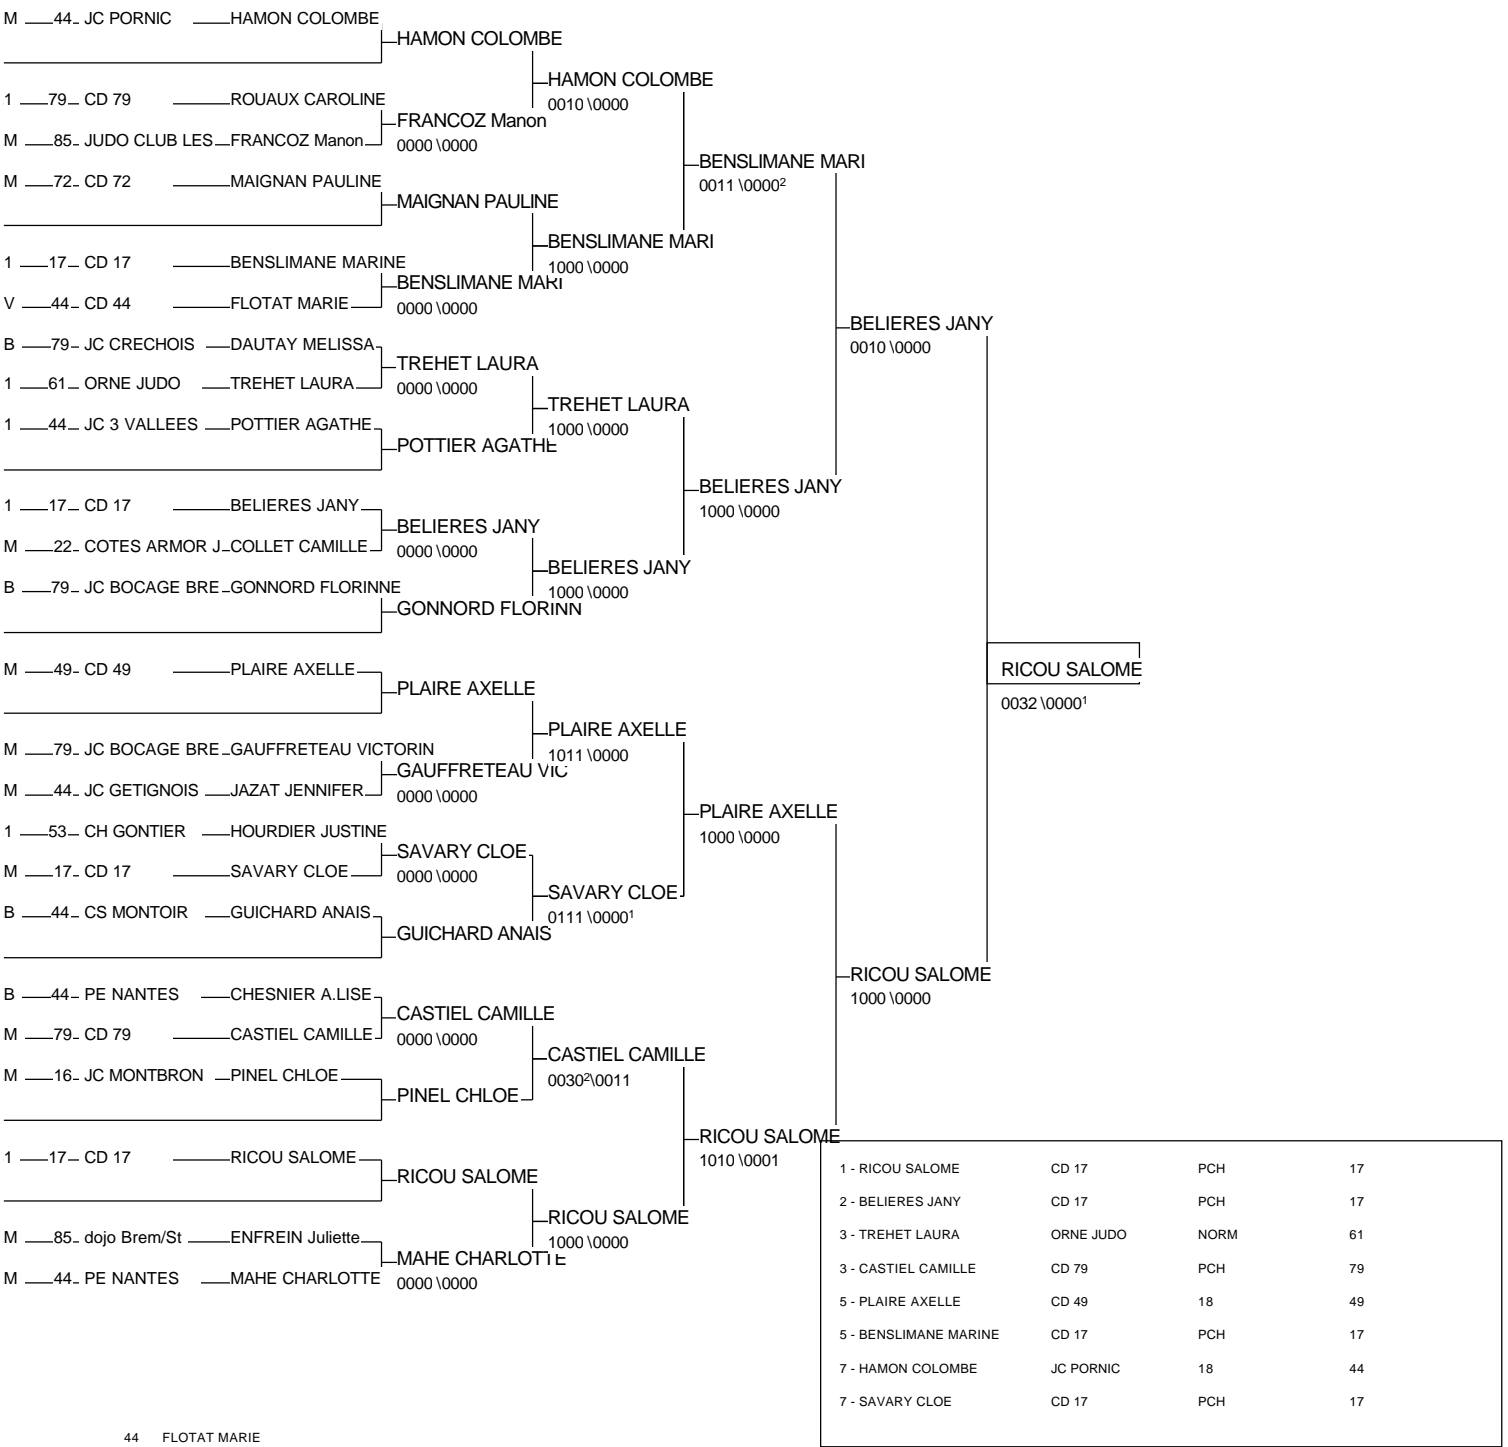 M 44 JC PORNIC HAMON COLOMBE
HAMON COLOMBE
HAMON COLOMBE
0010 \0000
1 79 CD 79 ROUAUX CAROLINE
FRANCOZ Manon
0000 \0000
M 85 JUDO CLUB LES FRANCOZ Manon
BENSLIMANE MARI
0011 \0000²
M 72 CD 72 MAIGNAN PAULINE
MAIGNAN PAULINE
BENSLIMANE MARI
1000 \0000
1 17 CD 17 BENSLIMANE MARINE
BENSLIMANE MARI
0000 \0000
V 44 CD 44 FLOTAT MARIE
BELIERES JANY
0010 \0000
B 79 JC CRECHOIS DAUTAY MELISSA
TREHET LAURA
0000 \0000
1 61 ORNE JUDO TREHET LAURA
TREHET LAURA
1000 \0000
1 44 JC 3 VALLEES POTTIER AGATHE
POTTIER AGATHE
BELIERES JANY
1000 \0000
1 17 CD 17 BELIERES JANY
BELIERES JANY
0000 \0000
M 22 COTES ARMOR J COLLET CAMILLE
BELIERES JANY
1000 \0000
B 79 JC BOCAGE BRE GONNORD FLORINNE
GONNORD FLORINN
RICOU SALOME
0032 \0000¹
M 49 CD 49 PLAIRE AXELLE
PLAIRE AXELLE
PLAIRE AXELLE
1011 \0000
M 79 JC BOCAGE BRE GAUFFRETEAU VICTORIN
GAUFFRETEAU VIC
0000 \0000
M 44 JC GETIGNOIS JAZAT JENNIFER
PLAIRE AXELLE
1000 \0000
1 53 CH GONTIER HOURDIER JUSTINE
SAVARY CLOE
0000 \0000
M 17 CD 17 SAVARY CLOE
SAVARY CLOE
0111 \0000¹
B 44 CS MONTOIR GUICHARD ANAIS
GUICHARD ANAIS
RICOU SALOME
1000 \0000
B 44 PE NANTES CHESNIER A.LISE
CASTIEL CAMILLE
0000 \0000
M 79 CD 79 CASTIEL CAMILLE
CASTIEL CAMILLE
0030²\0011
M 16 JC MONTBRON PINEL CHLOE
PINEL CHLOE
RICOU SALOME
1010 \0001
1 17 CD 17 RICOU SALOME
RICOU SALOME
RICOU SALOME
1000 \0000
M 85 dojo Brem/St ENFREIN Juliette
MAHE CHARLOTTE
0000 \0000
M 44 PE NANTES MAHE CHARLOTTE
1 - RICOU SALOME CD 17 PCH 17
2 - BELIERES JANY CD 17 PCH 17
3 - TREHET LAURA ORNE JUDO NORM 61
3 - CASTIEL CAMILLE CD 79 PCH 79
5 - PLAIRE AXELLE CD 49 18 49
5 - BENSLIMANE MARINE CD 17 PCH 17
7 - HAMON COLOMBE JC PORNIC 18 44
7 - SAVARY CLOE CD 17 PCH 17
44 FLOTAT MARIE